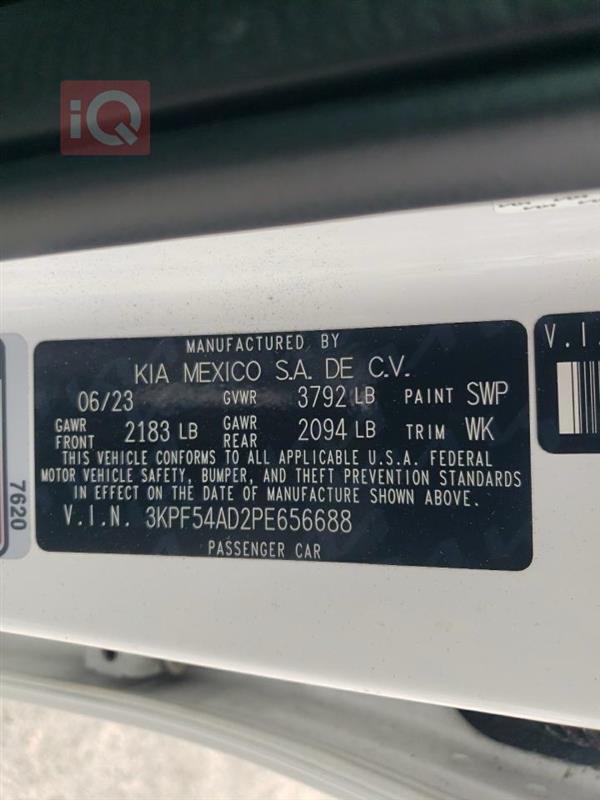 iQ
MANUFACTURED BY
KIA MEXICO S.A. DE C.V.
06/23 GVWR 3792 LB PAINT SWP
GAWR FRONT 2183 LB GAWR REAR 2094 LB TRIM WK
THIS VEHICLE CONFORMS TO ALL APPLICABLE U.S.A. FEDERAL
MOTOR VEHICLE SAFETY, BUMPER, AND THEFT PREVENTION STANDARDS
IN EFFECT ON THE DATE OF MANUFACTURE SHOWN ABOVE.
V.I.N. 3KPF54AD2PE656688
PASSENGER CAR
7620
V.I.